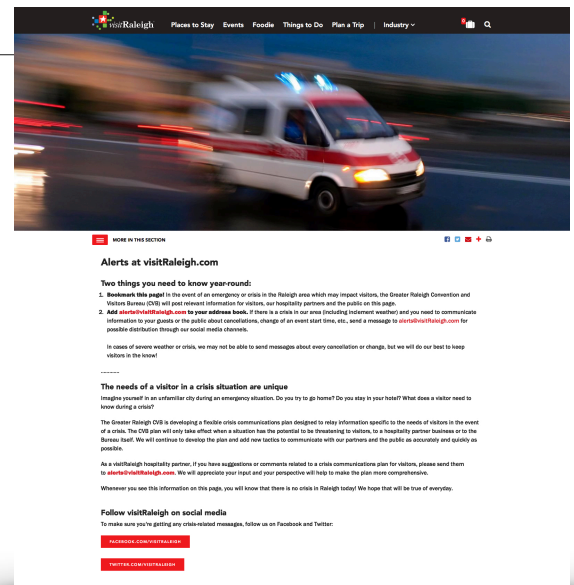 visitRaleigh Places to Stay Events Foodie Things to Do Plan a Trip | Industry 0
MORE IN THIS SECTION
Alerts at visitRaleigh.com
Two things you need to know year-round:
1. Bookmark this page! In the event of an emergency or crisis in the Raleigh area which may impact visitors, the Greater Raleigh Convention and
Visitors Bureau (CVB) will post relevant information for visitors, our hospitality partners and the public on this page.
2. Add alerts@visitRaleigh.com to your address book. If there is a crisis in our area (including inclement weather) and you need to communicate
information to your guests or the public about cancellations, change of an event start time, etc., send a message to alerts@visitRaleigh.com for
possible distribution through our social media channels.
In cases of severe weather or crisis, we may not be able to send messages about every cancellation or change, but we will do our best to keep
visitors in the know!
______
The needs of a visitor in a crisis situation are unique
Imagine yourself in an unfamiliar city during an emergency situation. Do you try to go home? Do you stay in your hotel? What does a visitor need to
know during a crisis?
The Greater Raleigh CVB is developing a flexible crisis communications plan designed to relay information specific to the needs of visitors in the event
of a crisis. The CVB plan will only take effect when a situation has the potential to be threatening to visitors, to a hospitality partner business or to the
Bureau itself. We will continue to develop the plan and add new tactics to communicate with our partners and the public as accurately and quickly as
possible.
As a visitRaleigh hospitality partner, if you have suggestions or comments related to a crisis communications plan for visitors, please send them
to alerts@visitRaleigh.com. We will appreciate your input and your perspective will help to make the plan more comprehensive.
Whenever you see this information on this page, you will know that there is no crisis in Raleigh today! We hope that will be true of everyday.
Follow visitRaleigh on social media
To make sure you're getting any crisis-related messages, follow us on Facebook and Twitter:
FACEBOOK.COM/VISITRALEIGH
TWITTER.COM/VISITRALEIGH